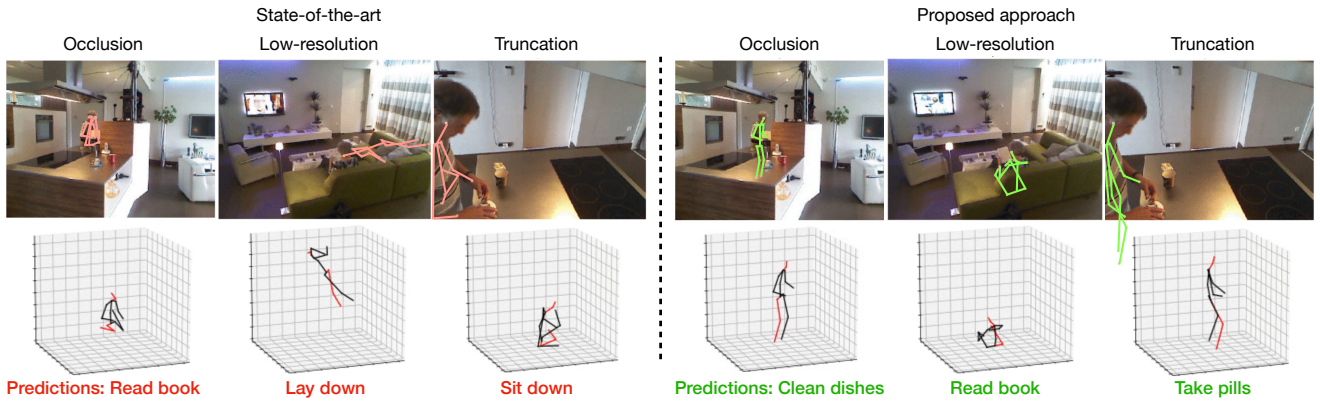 State-of-the-art
Proposed approach
Occlusion Low-resolution Truncation
Occlusion Low-resolution Truncation
Predictions: Read book Lay down Sit down
Predictions: Clean dishes Read book Take pills